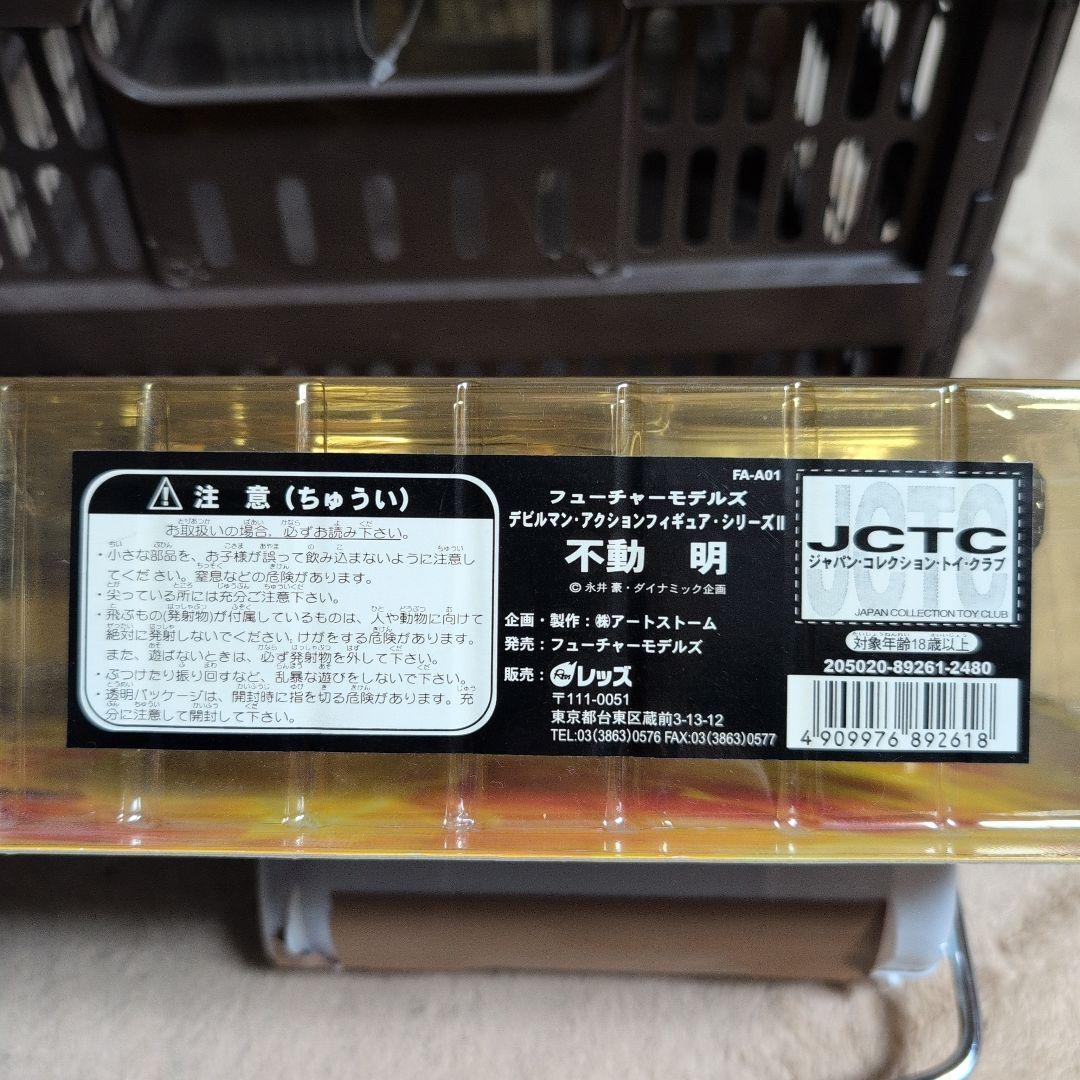 注 意 (ちゅうい)
お取扱いの場合、必ずお読み下さい。
・小さな部品を、お子様が誤って飲み込まないように注意し
てください。窒息などの危険があります。
・尖っている所には充分ご注意下さい。
・飛ぶもの(発射物)が付属しているものは、人や動物に向けて
絶対に発射しないでください。けがをする危険があります。
また、遊ばないときは、必ず発射物を外して下さい。
・ぶつけたり振り回すなど、乱暴な遊びをしないで下さい。
・透明パッケージは、開封時に指を切る危険があります。充
分に注意して開封して下さい。
FA-A01
フューチャーモデルズ
デビルマン・アクションフィギュア・シリーズII
不動 明
© 永井 豪・ダイナミック企画
企画・製作：㈱アートストーム
発売：フューチャーモデルズ
販売：レッズ
〒111-0051
東京都台東区蔵前3-13-12
TEL:03(3863)0576 FAX:03(3863)0577
JCTC
ジャパン・コレクション・トイ・クラブ
JAPAN COLLECTION TOY CLUB
対象年齢18歳以上
205020-89261-2480
4 909976 892618